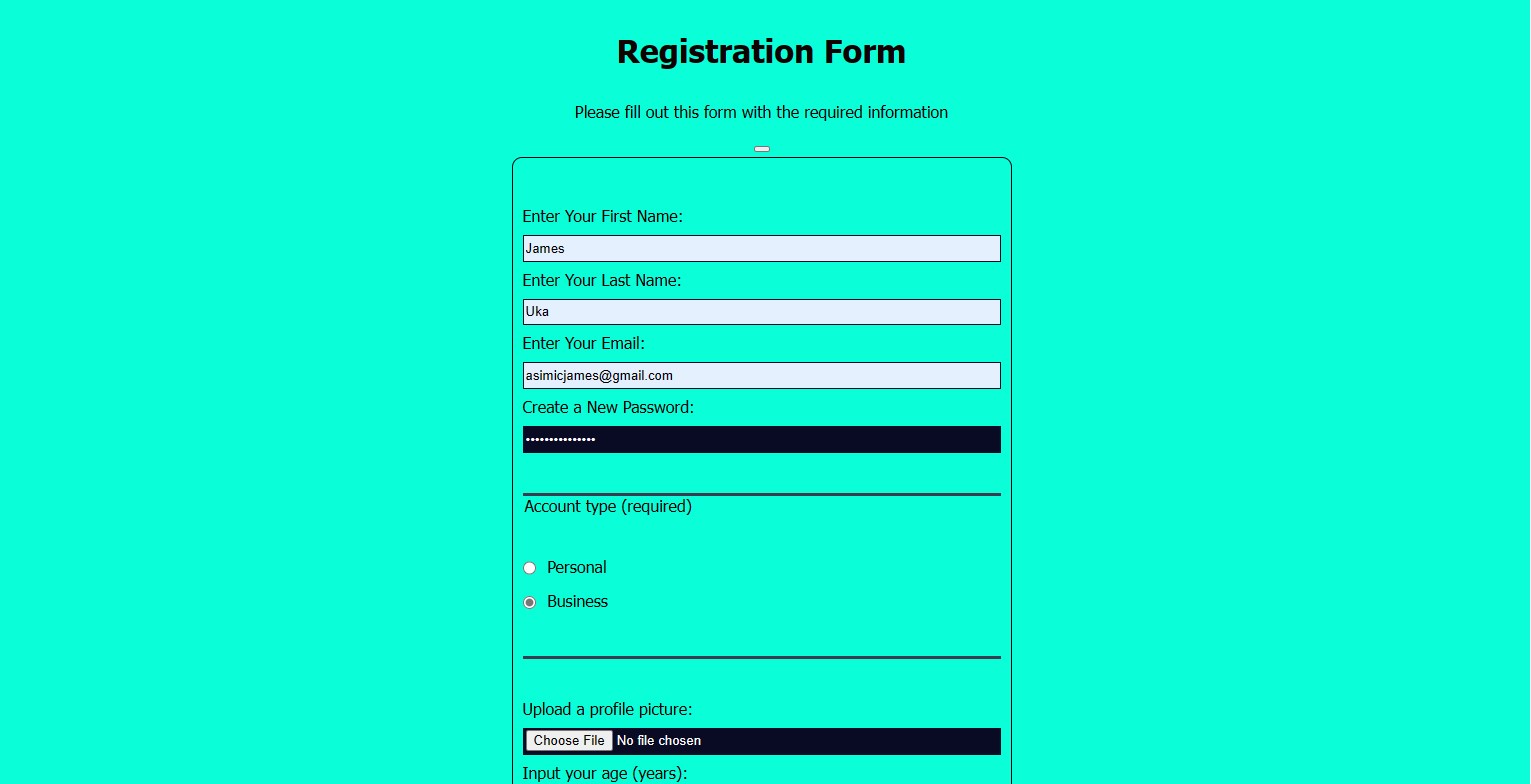 Registration Form
Please fill out this form with the required information
Enter Your First Name:
James
Enter Your Last Name:
Uka
Enter Your Email:
asimicjames@gmail.com
Create a New Password:
•••••••••••••••
Account type (required)
Personal
Business
Upload a profile picture:
Choose File No file chosen
Input your age (years):